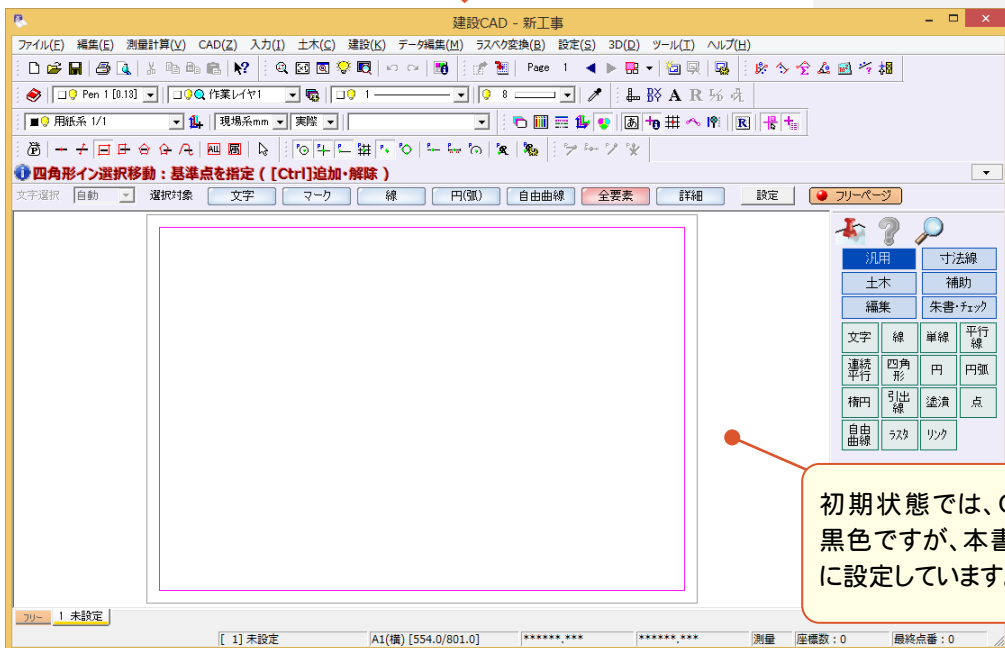 建設CAD - 新工事
ファイル(F) 編集(E) 測量計算(V) CAD(Z) 入力(I) 土木(C) 建設(K) データ編集(M) ラスベク変換(B) 設定(S) 3D(D) ツール(T) ヘルプ(H)
Page 1
Pen 1 [0.13] 作業レイヤ1 1 8 A R
用紙系 1/1 現場系mm 実際 あ R
四角形イン選択移動：基準点を指定 ( [Ctrl]追加・解除 )
文字選択 自動 選択対象 文字 マーク 線 円(弧) 自由曲線 全要素 詳細 設定 フリーページ
汎用 寸法線
土木 補助
編集 朱書・チェック
文字 線 単線 平行線
連続平行 四角形 円 円弧
楕円 引出線 塗潰 点
自由曲線 ラスタ リンク
初期状態では、C
黒色ですが、本書
に設定しています。
フリー 1 未設定
[ 1] 未設定 A1(横) [554.0/801.0] ******.*** ******.*** 測量 座標数：0 最終点番：0